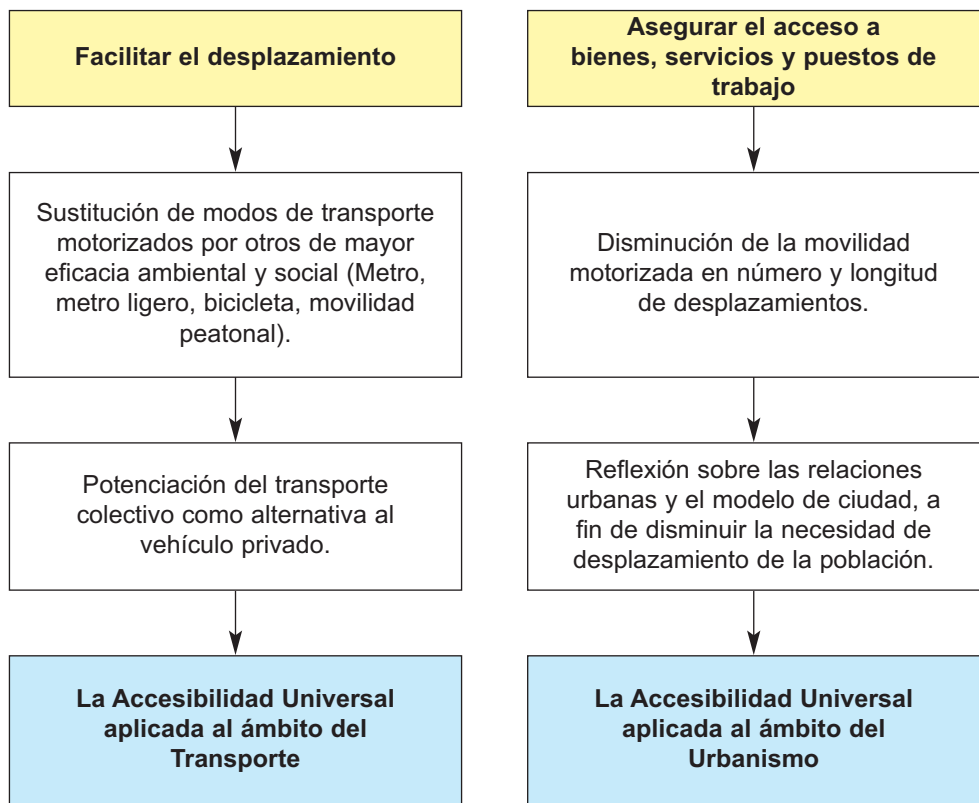 Facilitar el desplazamiento
Sustitución de modos de transporte
motorizados por otros de mayor
eficacia ambiental y social (Metro,
metro ligero, bicicleta, movilidad
peatonal).
Potenciación del transporte
colectivo como alternativa al
vehículo privado.
La Accesibilidad Universal
aplicada al ámbito del
Transporte
Asegurar el acceso a
bienes, servicios y puestos de
trabajo
Disminución de la movilidad
motorizada en número y longitud
de desplazamientos.
Reflexión sobre las relaciones
urbanas y el modelo de ciudad, a
fin de disminuir la necesidad de
desplazamiento de la población.
La Accesibilidad Universal
aplicada al ámbito del
Urbanismo